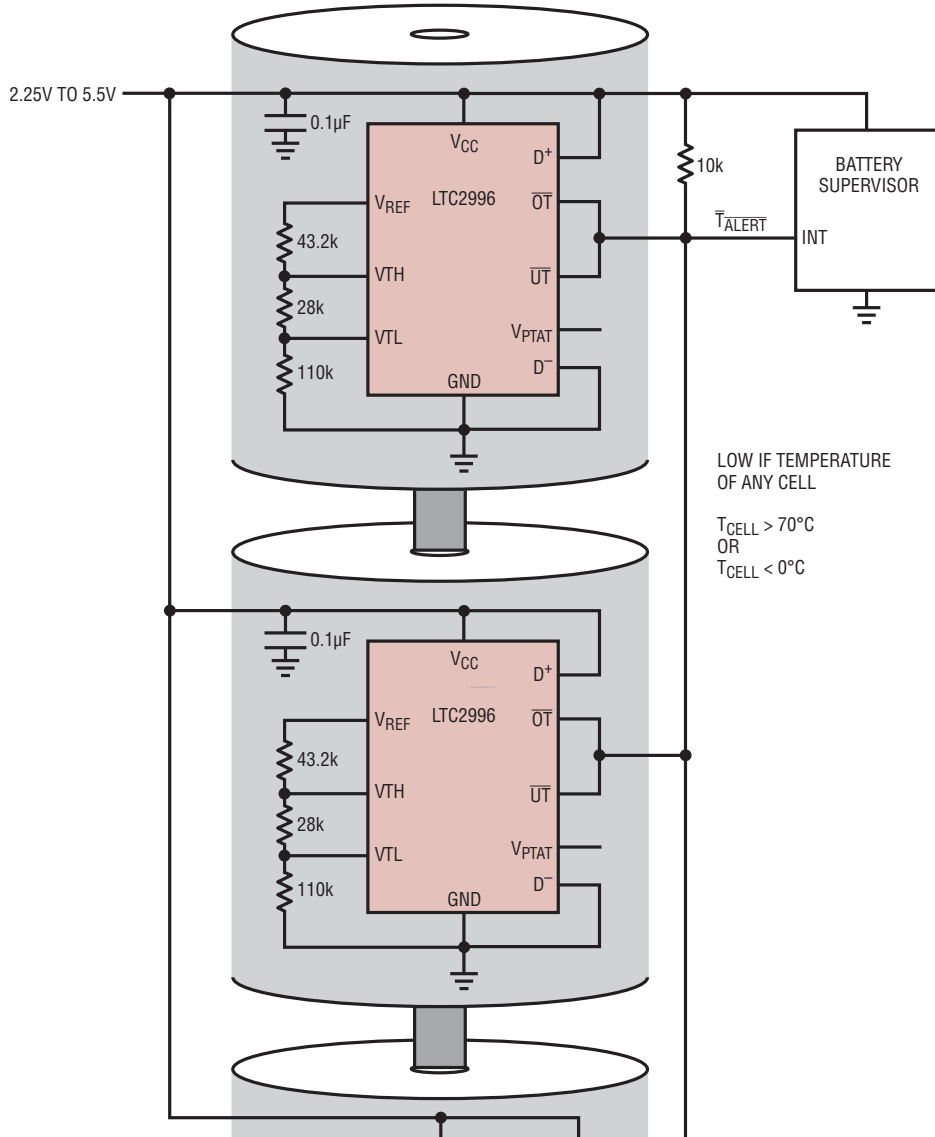 2.25V TO 5.5V
0.1µF
VCC
D+
LTC2996
VREF
OT
43.2k
VTH
28k
UT
VTL
VPTAT
110k
D−
GND
10k
BATTERY
SUPERVISOR
TALERT
INT
LOW IF TEMPERATURE
OF ANY CELL
TCELL > 70°C
OR
TCELL < 0°C
0.1µF
VCC
D+
LTC2996
VREF
OT
43.2k
VTH
28k
UT
VTL
VPTAT
110k
D−
GND